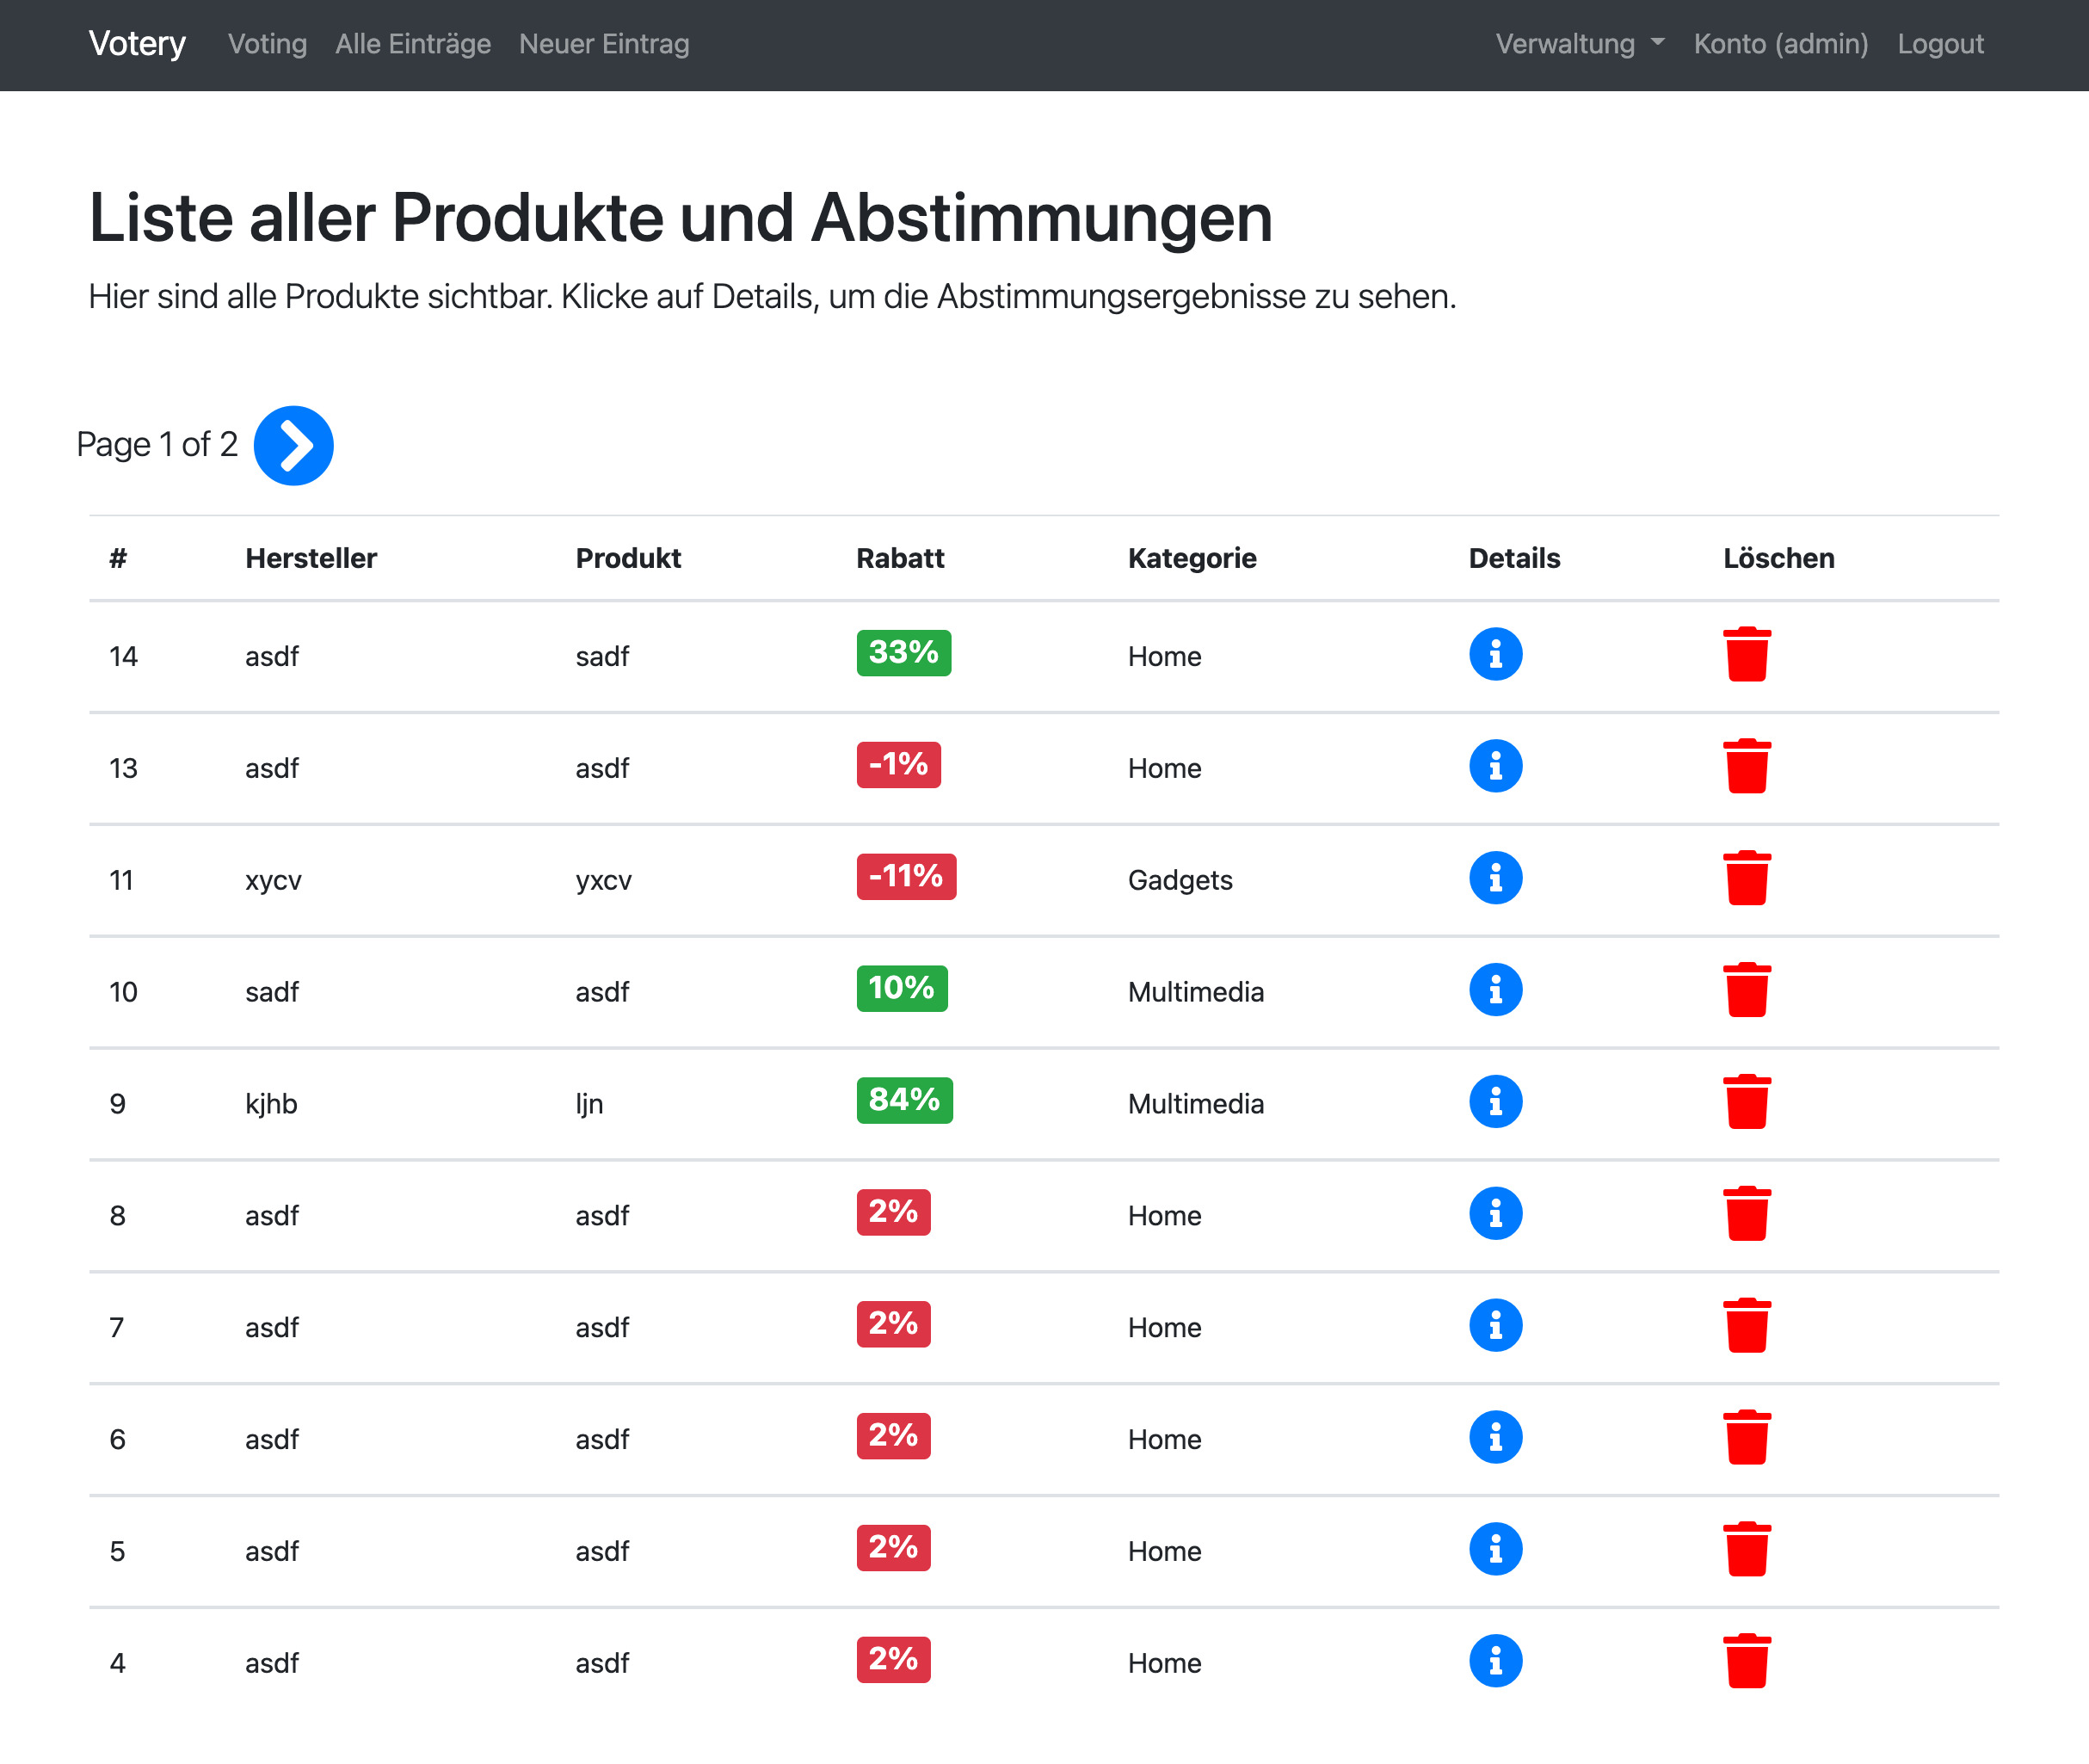 Votery Voting Alle Einträge Neuer Eintrag Verwaltung Konto (admin) Logout
Liste aller Produkte und Abstimmungen
Hier sind alle Produkte sichtbar. Klicke auf Details, um die Abstimmungsergebnisse zu sehen.
Page 1 of 2
# Hersteller Produkt Rabatt Kategorie Details Löschen
14 asdf sadf 33% Home
13 asdf asdf -1% Home
11 xycv yxcv -11% Gadgets
10 sadf asdf 10% Multimedia
9 kjhb ljn 84% Multimedia
8 asdf asdf 2% Home
7 asdf asdf 2% Home
6 asdf asdf 2% Home
5 asdf asdf 2% Home
4 asdf asdf 2% Home